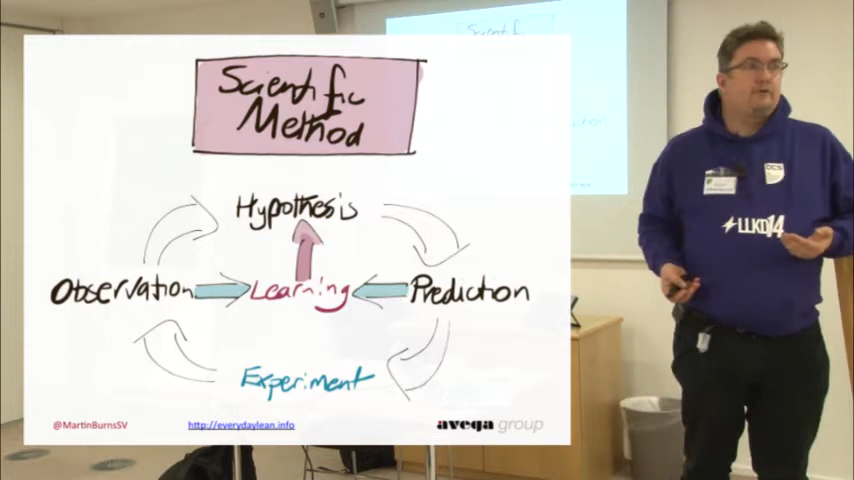 Scientific
Method
Hypothesis
Observation
Learning
Prediction
Experiment
@MartinBurnsSV
http://everydaylean.info
avega group
LLKD14